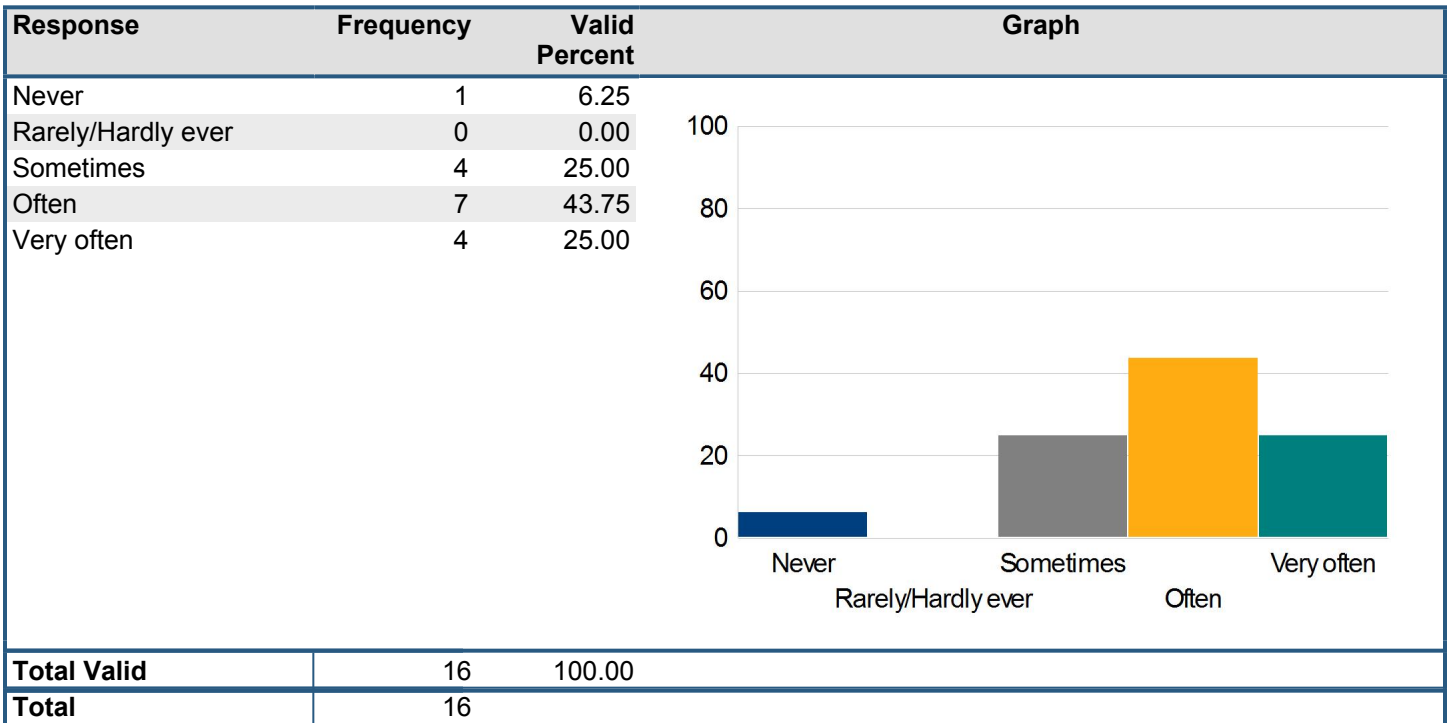 Response Frequency Valid Percent Graph
Never 1 6.25
Rarely/Hardly ever 0 0.00
Sometimes 4 25.00
Often 7 43.75
Very often 4 25.00
100
80
60
40
20
0
Never Sometimes Very often
Rarely/Hardly ever Often
Total Valid 16 100.00
Total 16